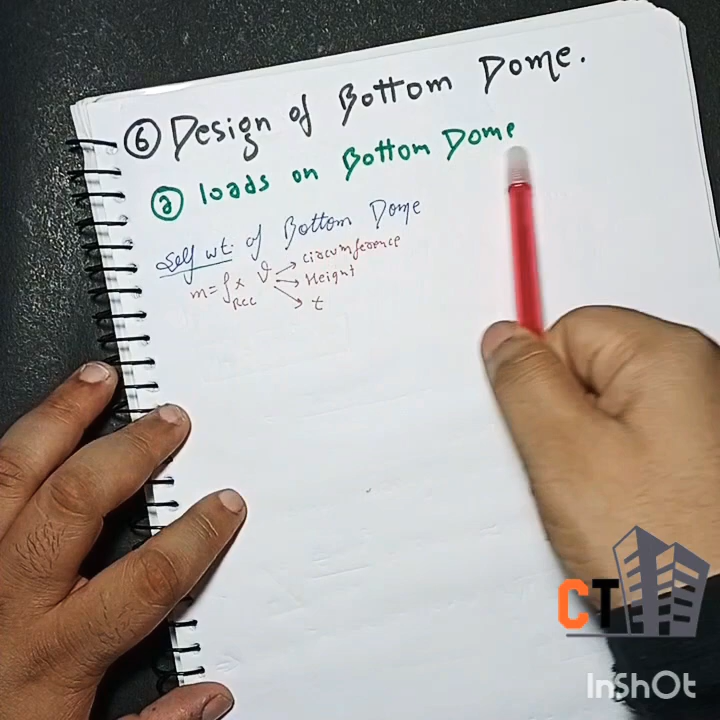 ⑥ Design of Bottom Dome.
ⓐ loads on Bottom Dome
Self wt. of Bottom Dome
m = ρ x v → circumference
RCC → Height
→ t
CT
InShOt